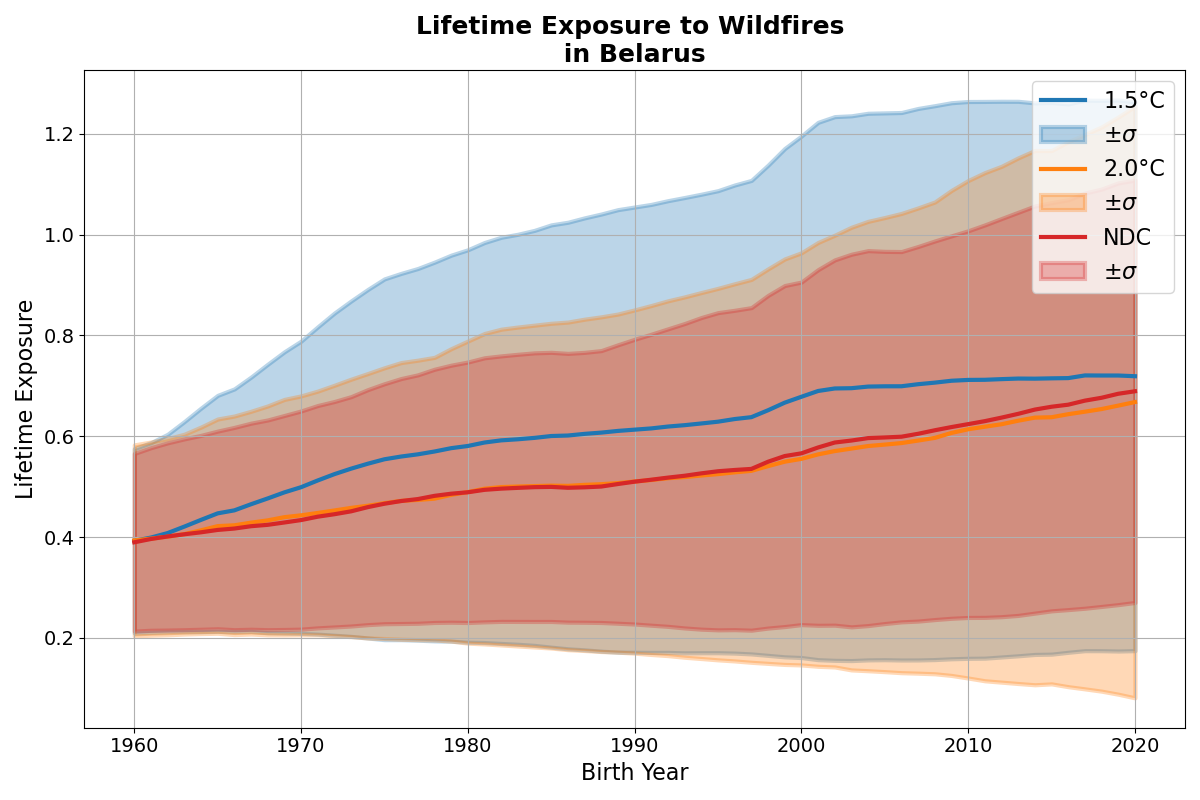 Lifetime Exposure to Wildfires
in Belarus
Lifetime Exposure
1.2
1.0
0.8
0.6
0.4
0.2
1960 1970 1980 1990 2000 2010 2020
Birth Year
1.5°C
±σ
2.0°C
±σ
NDC
±σ